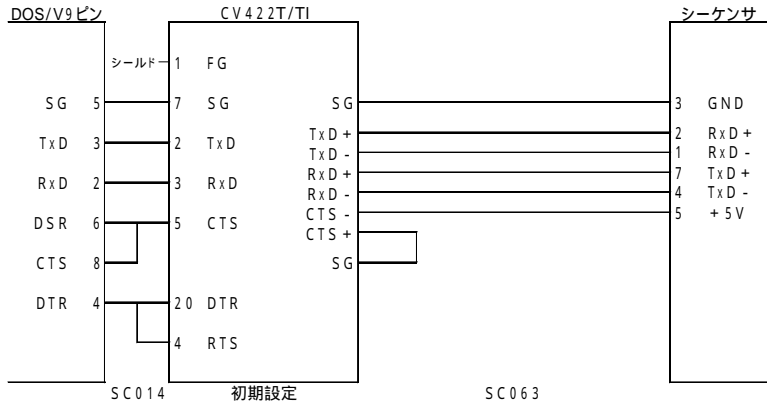 DOS/V9ピン CV422T/TI シーケンサ
シールド 1 FG
SG 5 7 SG SG 3 GND
TxD 3 2 TxD TxD+ 2 RxD+
TxD- 1 RxD-
RxD 2 3 RxD RxD+ 7 TxD+
RxD- 4 TxD-
DSR 6 5 CTS CTS- 5 +5V
CTS+
CTS 8 SG
DTR 4 20 DTR
4 RTS
SC014 初期設定 SC063